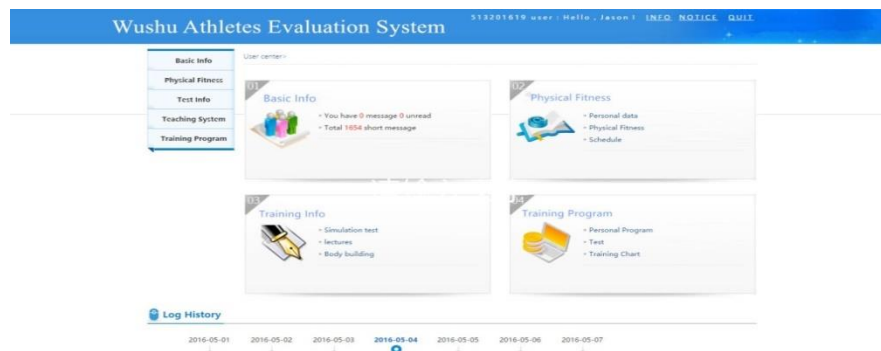 Wushu Athletes Evaluation System
513201619 user : Hello , Jason ! INFO NOTICE QUIT
Basic Info
Physical Fitness
Test Info
Teaching System
Training Program
User center>
01
Basic Info
You have 0 message 0 unread
Total 1654 short message
02
Physical Fitness
Personal data
Physical Fitness
Schedule
03
Training Info
Simulation test
lectures
Body building
04
Training Program
Personal Program
Test
Training Chart
Log History
2016-05-01 2016-05-02 2016-05-03 2016-05-04 2016-05-05 2016-05-06 2016-05-07